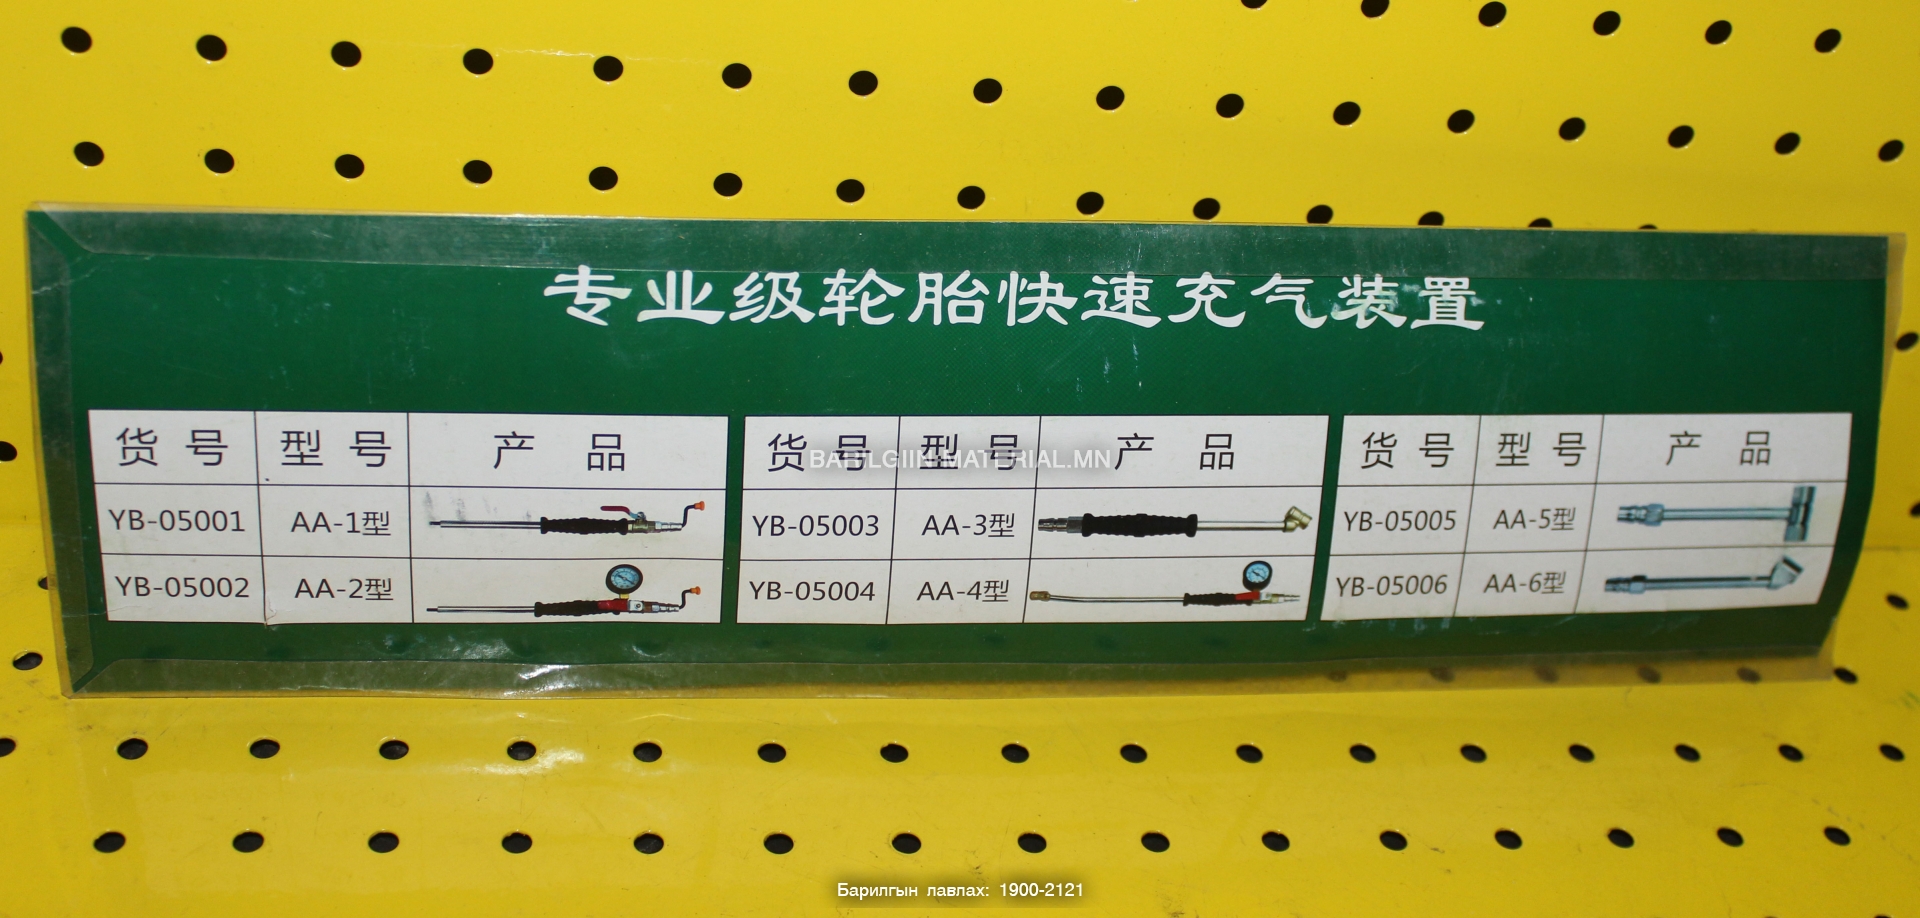 专业级轮胎快速充气装置
货号 型号 产品 货号 型号 产品 货号 型号 产品
YB-05001 AA-1型 YB-05003 AA-3型 YB-05005 AA-5型
YB-05002 AA-2型 YB-05004 AA-4型 YB-05006 AA-6型
BARILGIIN-MATERIAL.MN
Барилгын лавлах: 1900-2121